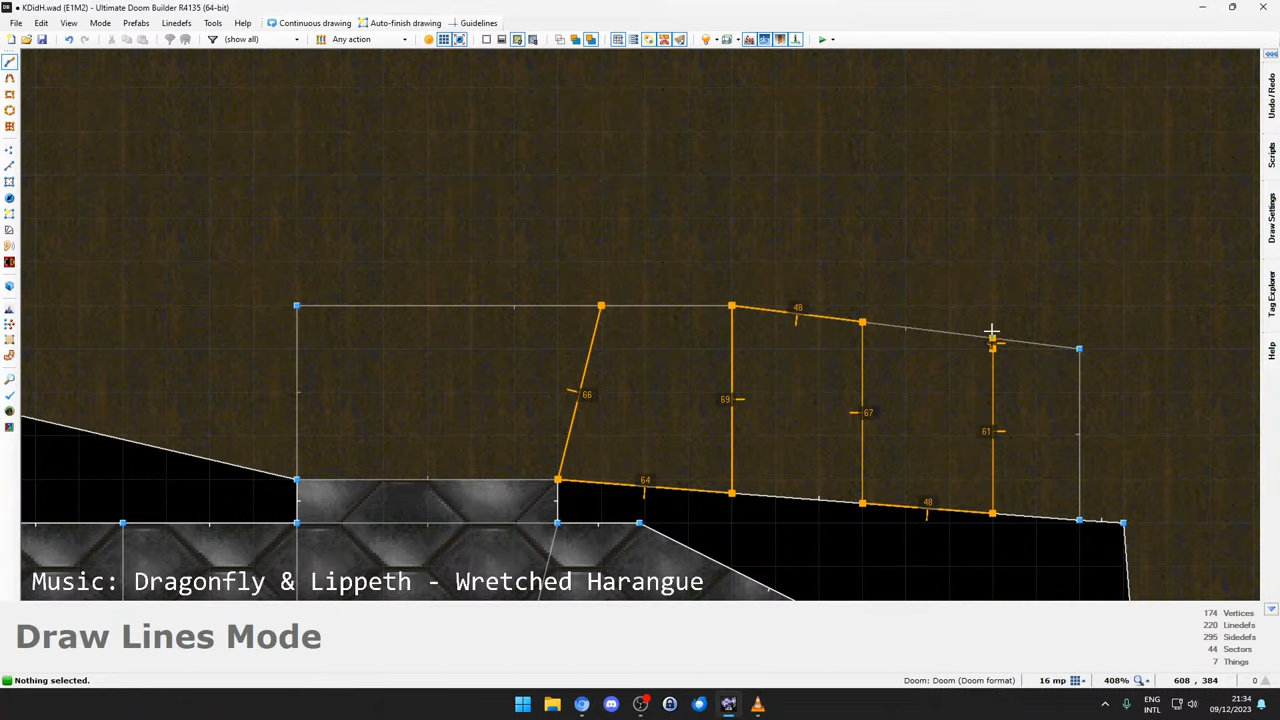 KDidH.wad (E1M2) - Ultimate Doom Builder R4135 (64-bit)
File Edit View Mode Prefabs Linedefs Tools Help Continuous drawing Auto-finish drawing Guidelines
(show all) Any action
Undo/Redo
Scripts
Draw Settings
Tag Explorer
Help
48
66
69
67
61
64
48
Music: Dragonfly & Lippeth - Wretched Harangue
Draw Lines Mode
174 Vertices
220 Linedefs
295 Sidedefs
44 Sectors
7 Things
Nothing selected.
Doom: Doom (Doom format) 16 mp 408% 608 , 384 0
ENG
INTL
21:34
09/12/2023